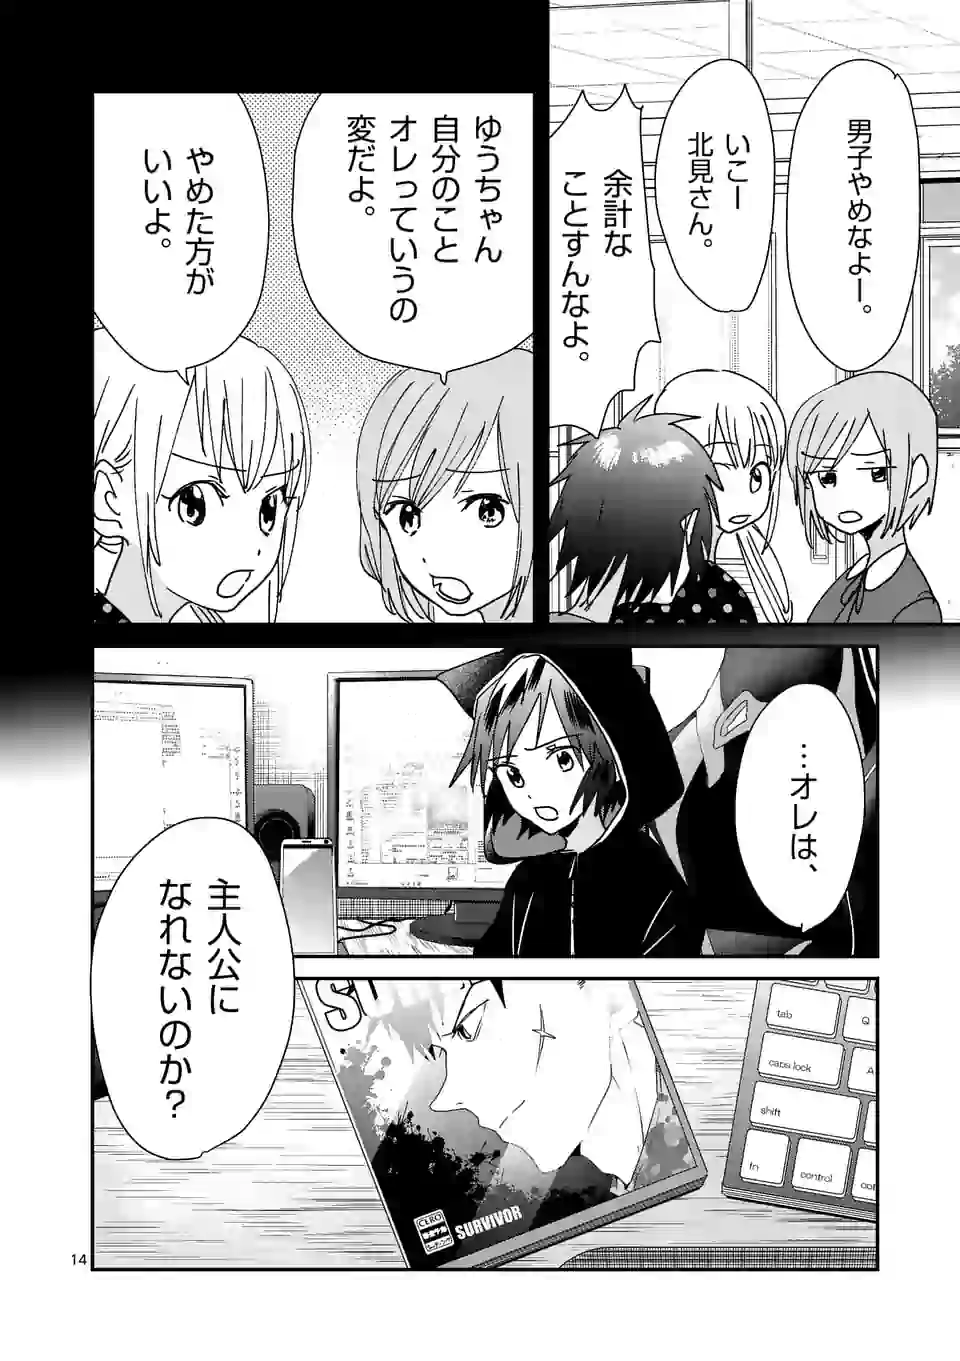 男子やめなよー。
いこー
北見さん。
余計な
ことすんなよ。
ゆうちゃん
自分のこと
オレっていうの
変だよ。
やめた方が
いいよ。
…オレは、
主人公に
なれないのか？
SURVIVOR
CERO
tab
Q
caps lock
A
shift
fn
control
14